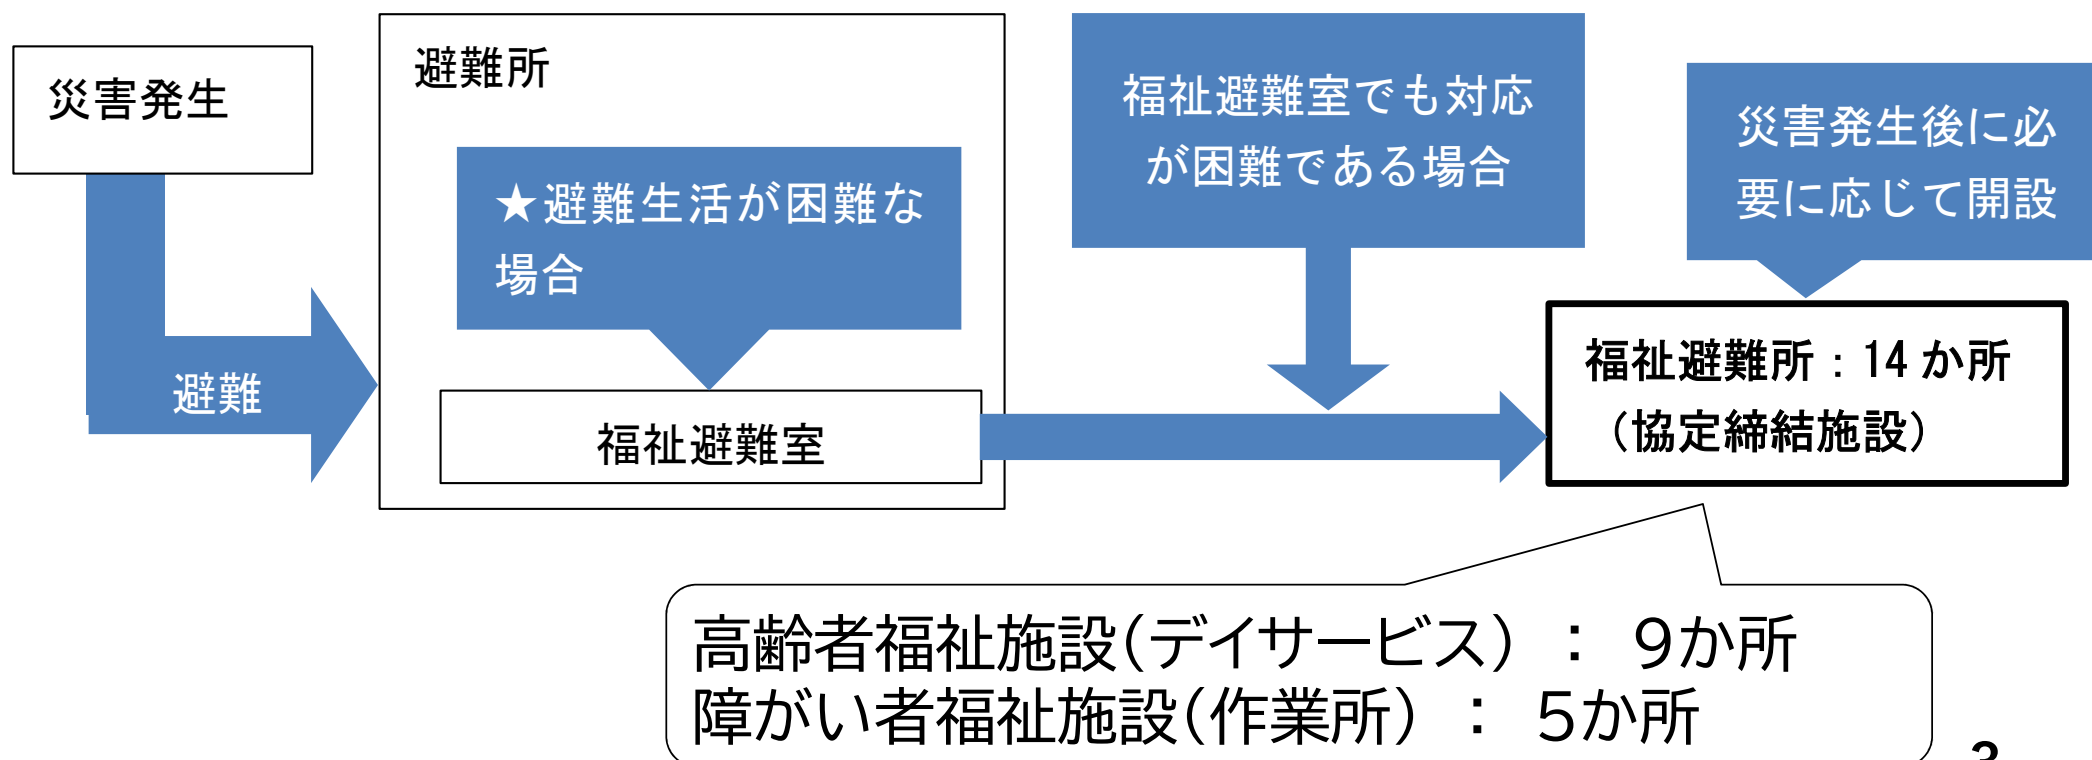 災害発生
避難
避難所
★避難生活が困難な
場合
福祉避難室
福祉避難室でも対応
が困難である場合
災害発生後に必
要に応じて開設
福祉避難所：14か所
（協定締結施設）
高齢者福祉施設（デイサービス）　：　９か所
障がい者福祉施設（作業所）　：　５か所
3